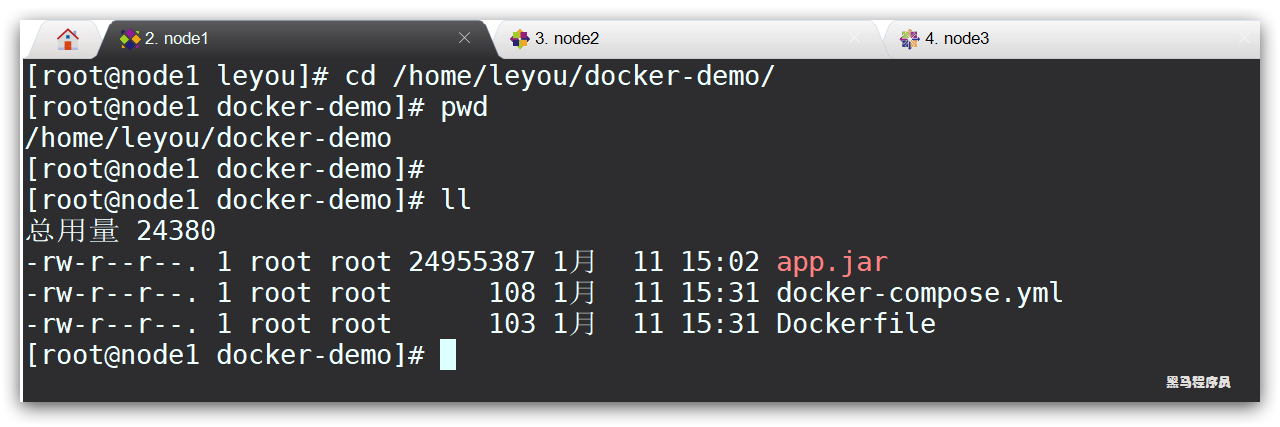 2. node1
3. node2
4. node3
[root@node1 leyou]# cd /home/leyou/docker-demo/
[root@node1 docker-demo]# pwd
/home/leyou/docker-demo
[root@node1 docker-demo]#
[root@node1 docker-demo]# ll
总用量 24380
-rw-r--r--. 1 root root 24955387 1月  11 15:02 app.jar
-rw-r--r--. 1 root root      108 1月  11 15:31 docker-compose.yml
-rw-r--r--. 1 root root      103 1月  11 15:31 Dockerfile
[root@node1 docker-demo]#
黑马程序员